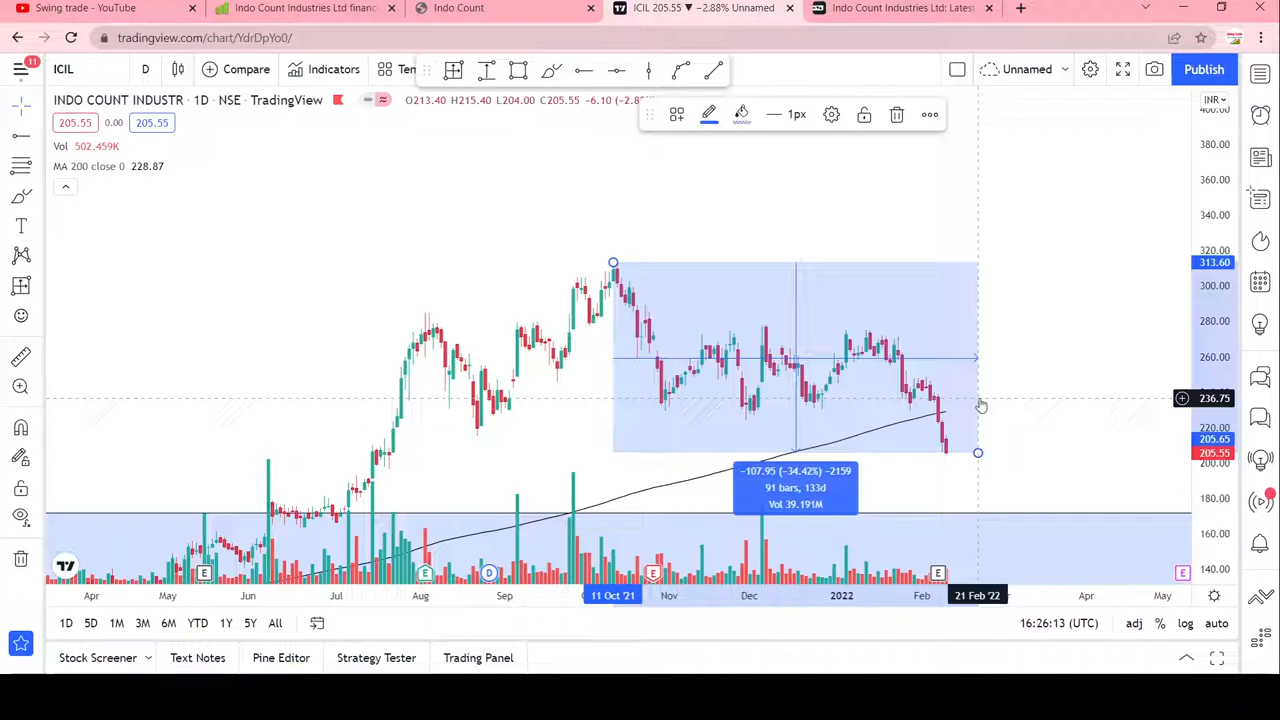 Swing trade - YouTube
Indo Count Industries Ltd financ
Indo Count
ICIL 205.55 ▼ −2.88% Unnamed
Indo Count Industries Ltd: Latest
tradingview.com/chart/YdrDpYo0/
11
ICIL
D
Compare
Indicators
Tem
Unnamed
Publish
INDO COUNT INDUSTR · 1D · NSE · TradingView
O213.40 H215.40 L204.00 C205.55 −6.10 (−2.88
INR
1px
205.55
0.00
205.55
Vol 502.459K
MA 200 close 0 228.87
400.00
380.00
360.00
340.00
320.00
313.60
300.00
280.00
260.00
236.75
220.00
205.65
205.55
200.00
180.00
160.00
140.00
−107.95 (−34.42%) −2159
91 bars, 133d
Vol 39.191M
E
E
D
E
E
E
Apr
May
Jun
Jul
Aug
Sep
11 Oct '21
Nov
Dec
2022
Feb
21 Feb '22
Apr
May
1D 5D 1M 3M 6M YTD 1Y 5Y All
16:26:13 (UTC)
adj % log auto
Stock Screener
Text Notes
Pine Editor
Strategy Tester
Trading Panel